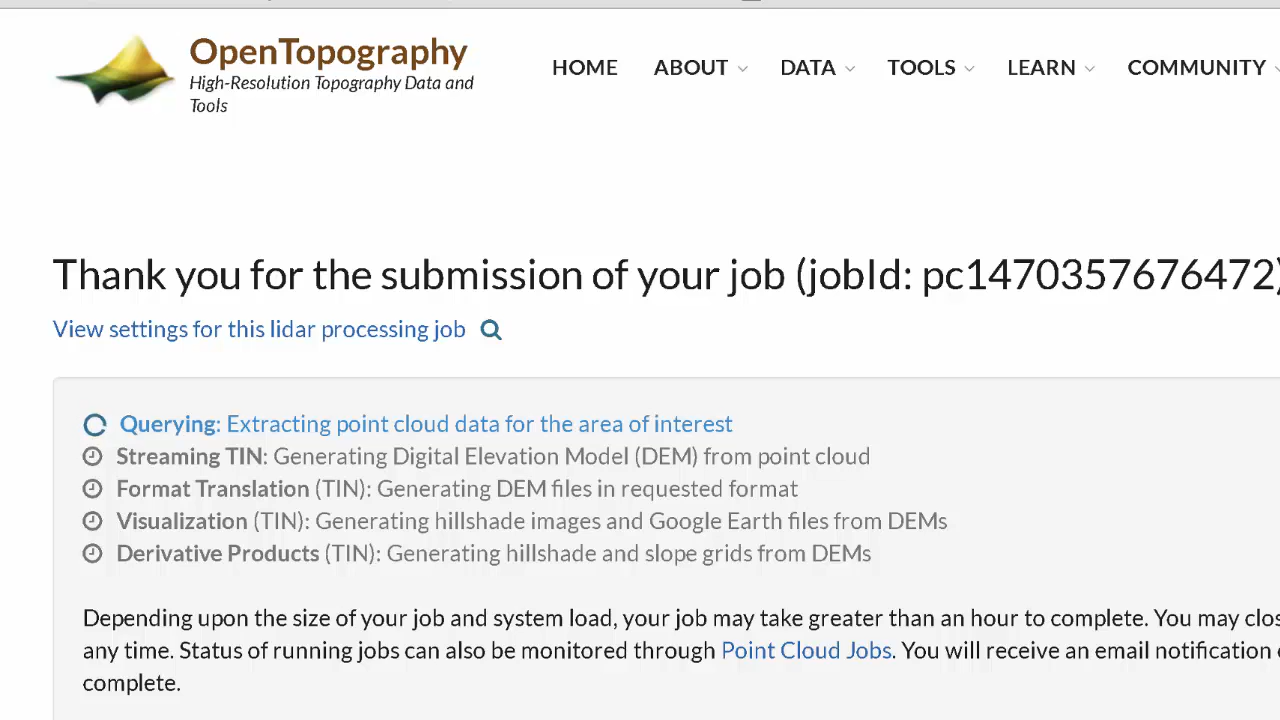 OpenTopography
High-Resolution Topography Data and
Tools
HOME ABOUT DATA TOOLS LEARN COMMUNITY
Thank you for the submission of your job (jobId: pc1470357676472)
View settings for this lidar processing job
Querying: Extracting point cloud data for the area of interest
Streaming TIN: Generating Digital Elevation Model (DEM) from point cloud
Format Translation (TIN): Generating DEM files in requested format
Visualization (TIN): Generating hillshade images and Google Earth files from DEMs
Derivative Products (TIN): Generating hillshade and slope grids from DEMs
Depending upon the size of your job and system load, your job may take greater than an hour to complete. You may clos
any time. Status of running jobs can also be monitored through Point Cloud Jobs. You will receive an email notification
complete.